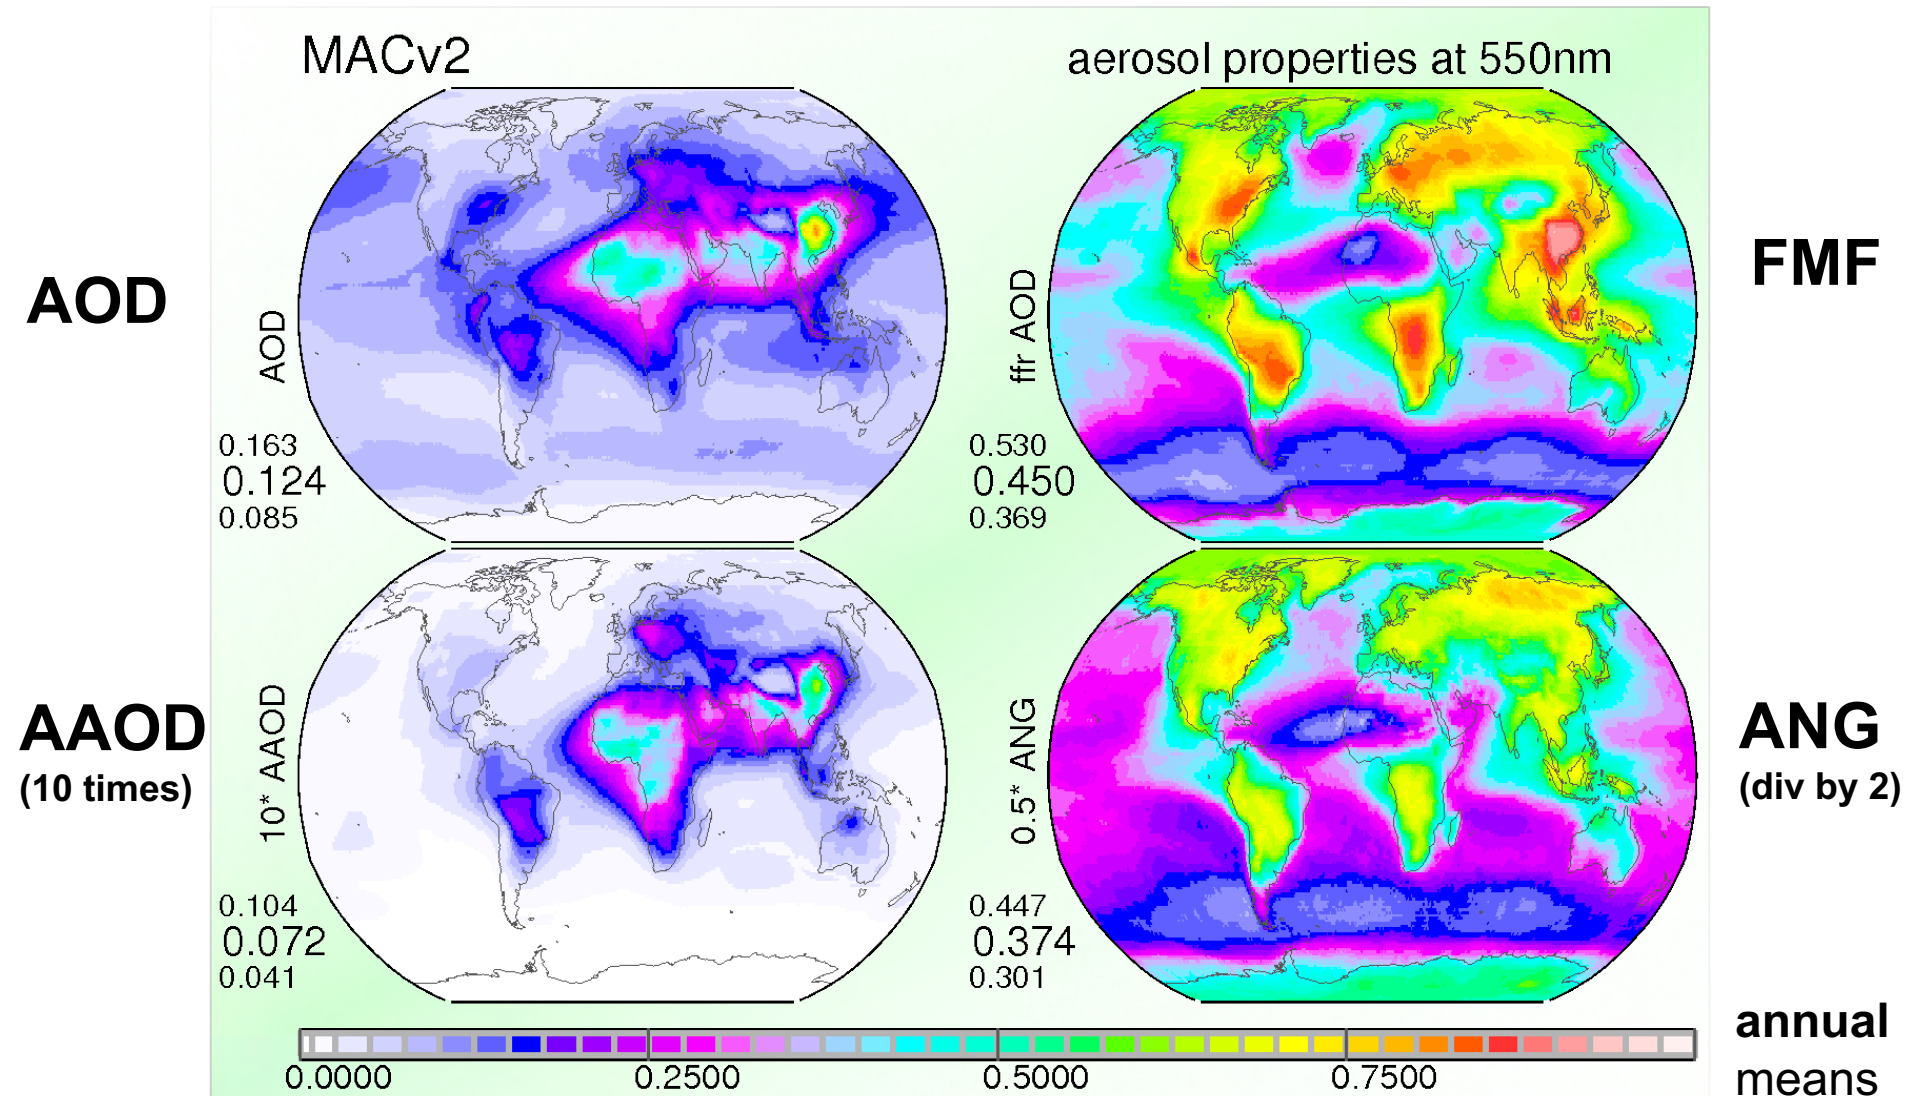 MACv2
aerosol properties at 550nm
AOD
AOD
0.163
0.124
0.085
ffr AOD
0.530
0.450
0.369
FMF
AAOD
(10 times)
10* AAOD
0.104
0.072
0.041
0.5* ANG
0.447
0.374
0.301
ANG
(div by 2)
0.0000
0.2500
0.5000
0.7500
annual
means